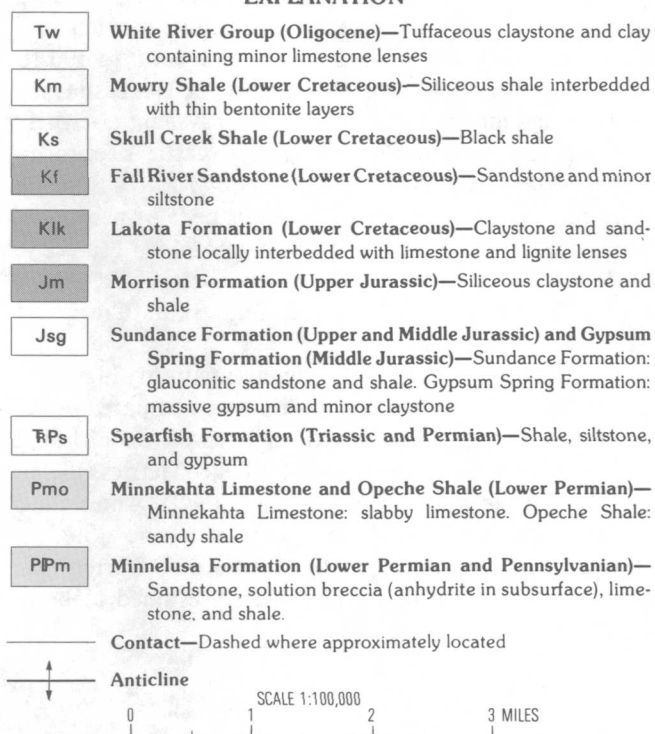 EXPLANATION
Tw White River Group (Oligocene)—Tuffaceous claystone and clay
containing minor limestone lenses
Km Mowry Shale (Lower Cretaceous)—Siliceous shale interbedded
with thin bentonite layers
Ks Skull Creek Shale (Lower Cretaceous)—Black shale
Kf Fall River Sandstone (Lower Cretaceous)—Sandstone and minor
siltstone
Klk Lakota Formation (Lower Cretaceous)—Claystone and sand-
stone locally interbedded with limestone and lignite lenses
Jm Morrison Formation (Upper Jurassic)—Siliceous claystone and
shale
Jsg Sundance Formation (Upper and Middle Jurassic) and Gypsum
Spring Formation (Middle Jurassic)—Sundance Formation:
glauconitic sandstone and shale. Gypsum Spring Formation:
massive gypsum and minor claystone
TRPs Spearfish Formation (Triassic and Permian)—Shale, siltstone,
and gypsum
Pmo Minnekahta Limestone and Opeche Shale (Lower Permian)—
Minnekahta Limestone: slabby limestone. Opeche Shale:
sandy shale
PIPm Minnelusa Formation (Lower Permian and Pennsylvanian)—
Sandstone, solution breccia (anhydrite in subsurface), lime-
stone, and shale.
Contact—Dashed where approximately located
Anticline
SCALE 1:100,000
0 1 2 3 MILES